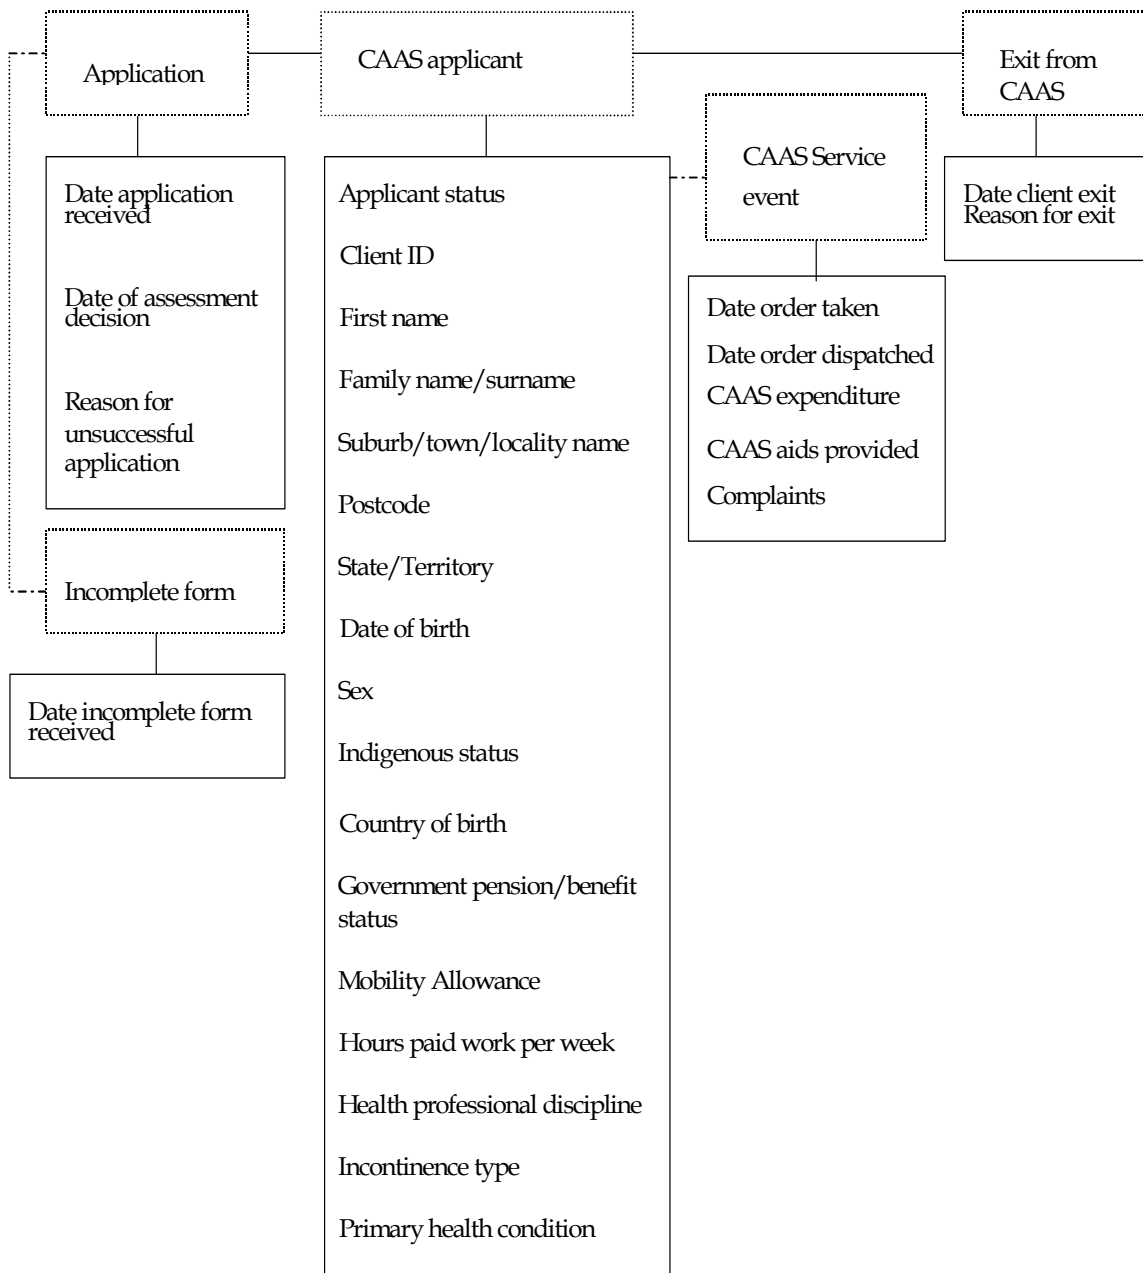 Application
CAAS applicant
Exit from
CAAS
Date application
received
Date of assessment
decision
Reason for
unsuccessful
application
Incomplete form
Date incomplete form
received
Applicant status
Client ID
First name
Family name/surname
Suburb/town/locality name
Postcode
State/Territory
Date of birth
Sex
Indigenous status
Country of birth
Government pension/benefit
status
Mobility Allowance
Hours paid work per week
Health professional discipline
Incontinence type
Primary health condition
CAAS Service
event
Date order taken
Date order dispatched
CAAS expenditure
CAAS aids provided
Complaints
Date client exit
Reason for exit